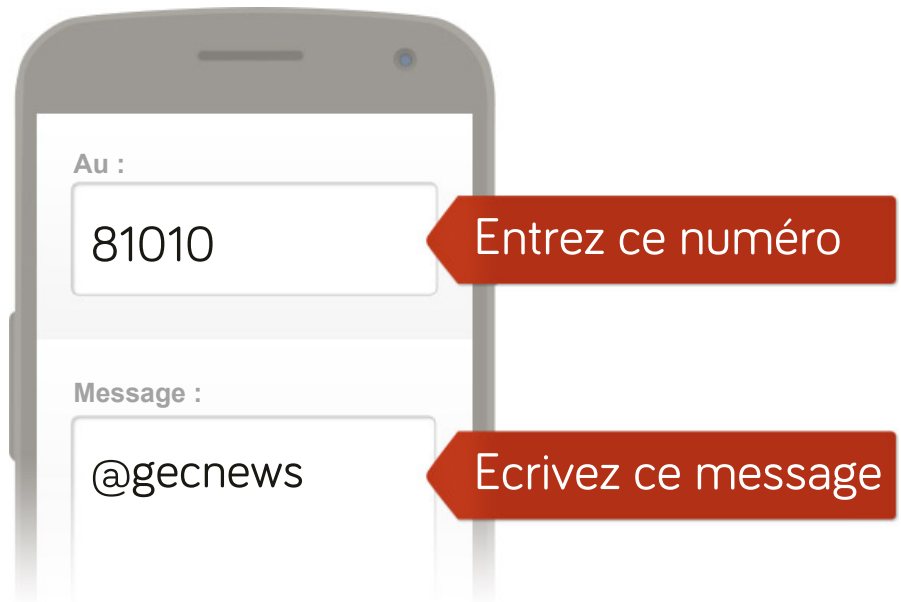 Au :
81010
Entrez ce numéro
Message :
@gecnews
Ecrivez ce message